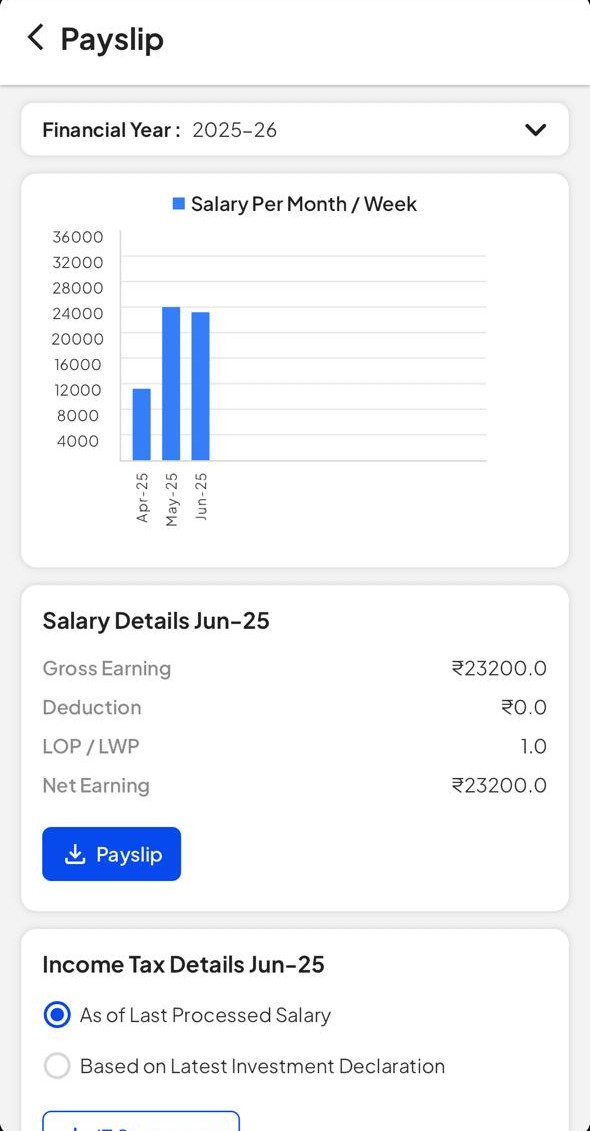 Payslip
Financial Year : 2025-26
Salary Per Month / Week
36000
32000
28000
24000
20000
16000
12000
8000
4000
Apr-25
May-25
Jun-25
Salary Details Jun-25
Gross Earning ₹23200.0
Deduction ₹0.0
LOP / LWP 1.0
Net Earning ₹23200.0
Payslip
Income Tax Details Jun-25
As of Last Processed Salary
Based on Latest Investment Declaration